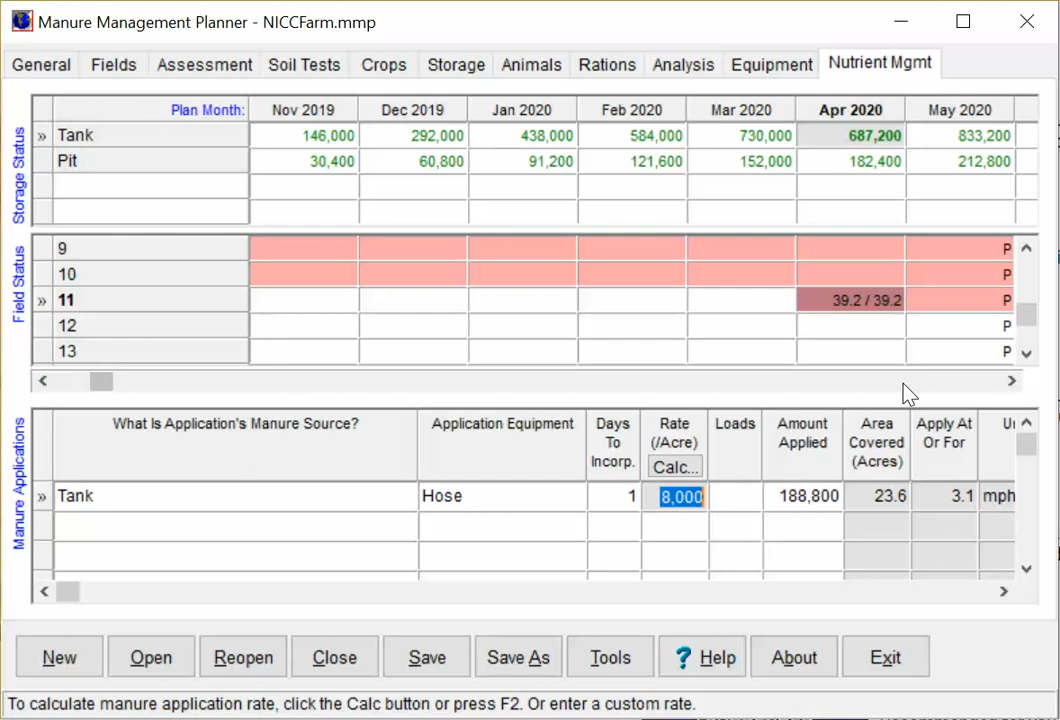 Manure Management Planner - NICCFarm.mmp
General Fields Assessment Soil Tests Crops Storage Animals Rations Analysis Equipment Nutrient Mgmt
Storage Status
Plan Month: Nov 2019 Dec 2019 Jan 2020 Feb 2020 Mar 2020 Apr 2020 May 2020
» Tank 146,000 292,000 438,000 584,000 730,000 687,200 833,200
Pit 30,400 60,800 91,200 121,600 152,000 182,400 212,800
Field Status
9 P
10 P
» 11 39.2 / 39.2 P
12 P
13 P
Manure Applications
What Is Application's Manure Source? Application Equipment Days To Incorp. Rate (/Acre) Calc... Loads Amount Applied Area Covered (Acres) Apply At Or For
» Tank Hose 1 8,000 188,800 23.6 3.1 mph
New Open Reopen Close Save Save As Tools ? Help About Exit
To calculate manure application rate, click the Calc button or press F2. Or enter a custom rate.